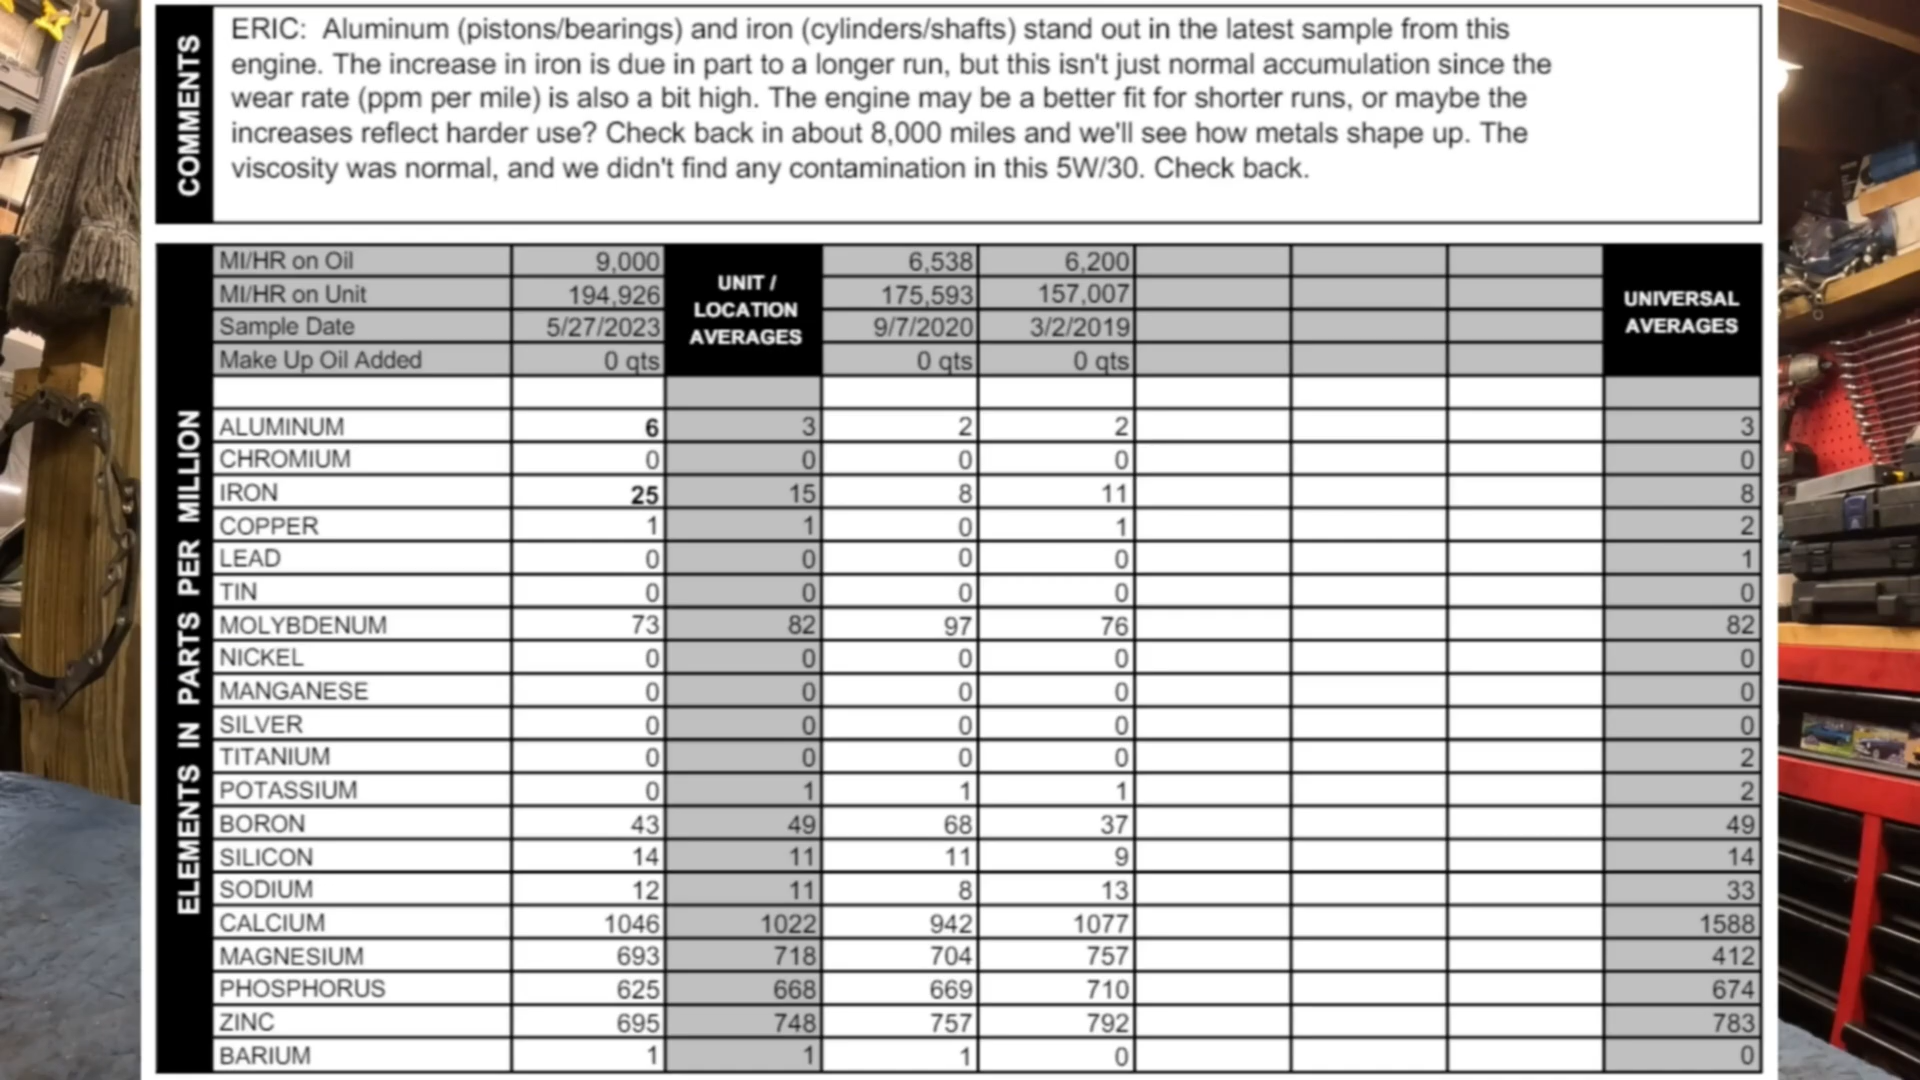 COMMENTS
ERIC: Aluminum (pistons/bearings) and iron (cylinders/shafts) stand out in the latest sample from this
engine. The increase in iron is due in part to a longer run, but this isn't just normal accumulation since the
wear rate (ppm per mile) is also a bit high. The engine may be a better fit for shorter runs, or maybe the
increases reflect harder use? Check back in about 8,000 miles and we'll see how metals shape up. The
viscosity was normal, and we didn't find any contamination in this 5W/30. Check back.
MI/HR on Oil 9,000 UNIT / LOCATION AVERAGES 6,538 6,200 UNIVERSAL AVERAGES
MI/HR on Unit 194,926 175,593 157,007
Sample Date 5/27/2023 9/7/2020 3/2/2019
Make Up Oil Added 0 qts 0 qts 0 qts
ELEMENTS IN PARTS PER MILLION
ALUMINUM 6 3 2 2 3
CHROMIUM 0 0 0 0 0
IRON 25 15 8 11 8
COPPER 1 1 0 1 2
LEAD 0 0 0 0 1
TIN 0 0 0 0 0
MOLYBDENUM 73 82 97 76 82
NICKEL 0 0 0 0 0
MANGANESE 0 0 0 0 0
SILVER 0 0 0 0 0
TITANIUM 0 0 0 0 2
POTASSIUM 0 1 1 1 2
BORON 43 49 68 37 49
SILICON 14 11 11 9 14
SODIUM 12 11 8 13 33
CALCIUM 1046 1022 942 1077 1588
MAGNESIUM 693 718 704 757 412
PHOSPHORUS 625 668 669 710 674
ZINC 695 748 757 792 783
BARIUM 1 1 1 0 0